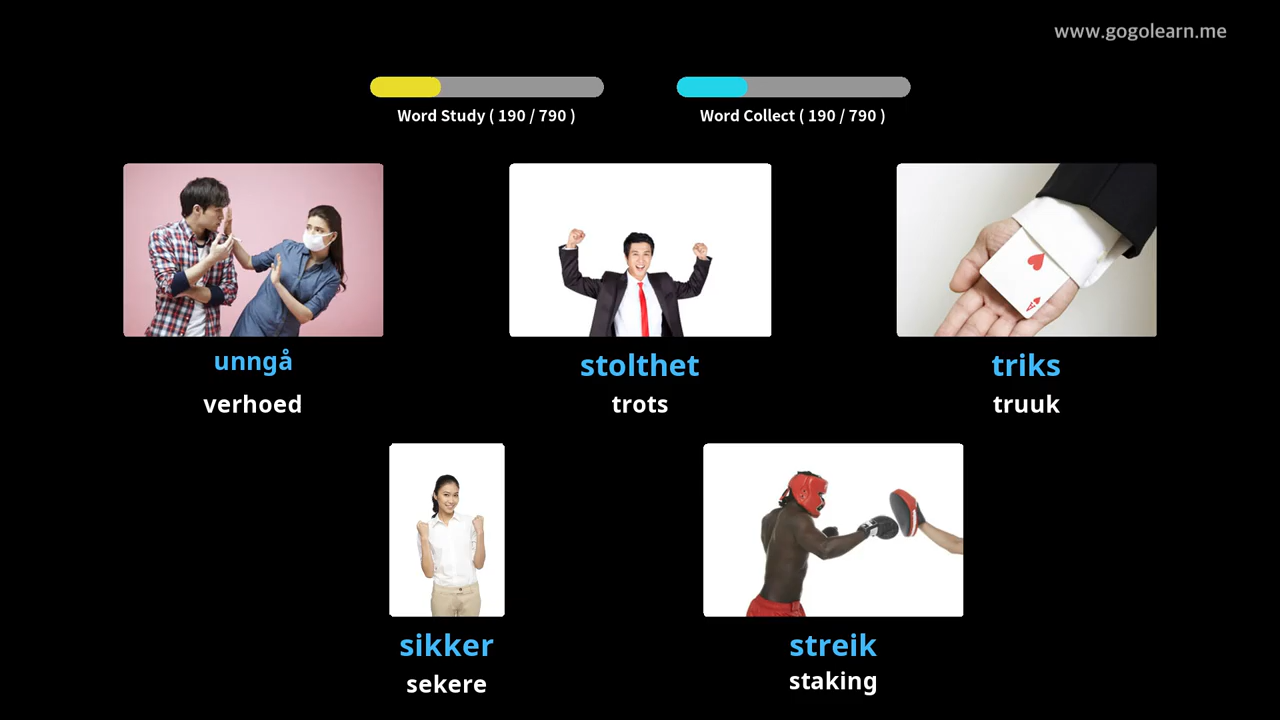 www.gogolearn.me
Word Study ( 190 / 790 )
Word Collect ( 190 / 790 )
unngå
verhoed
stolthet
trots
triks
truuk
sikker
sekere
streik
staking